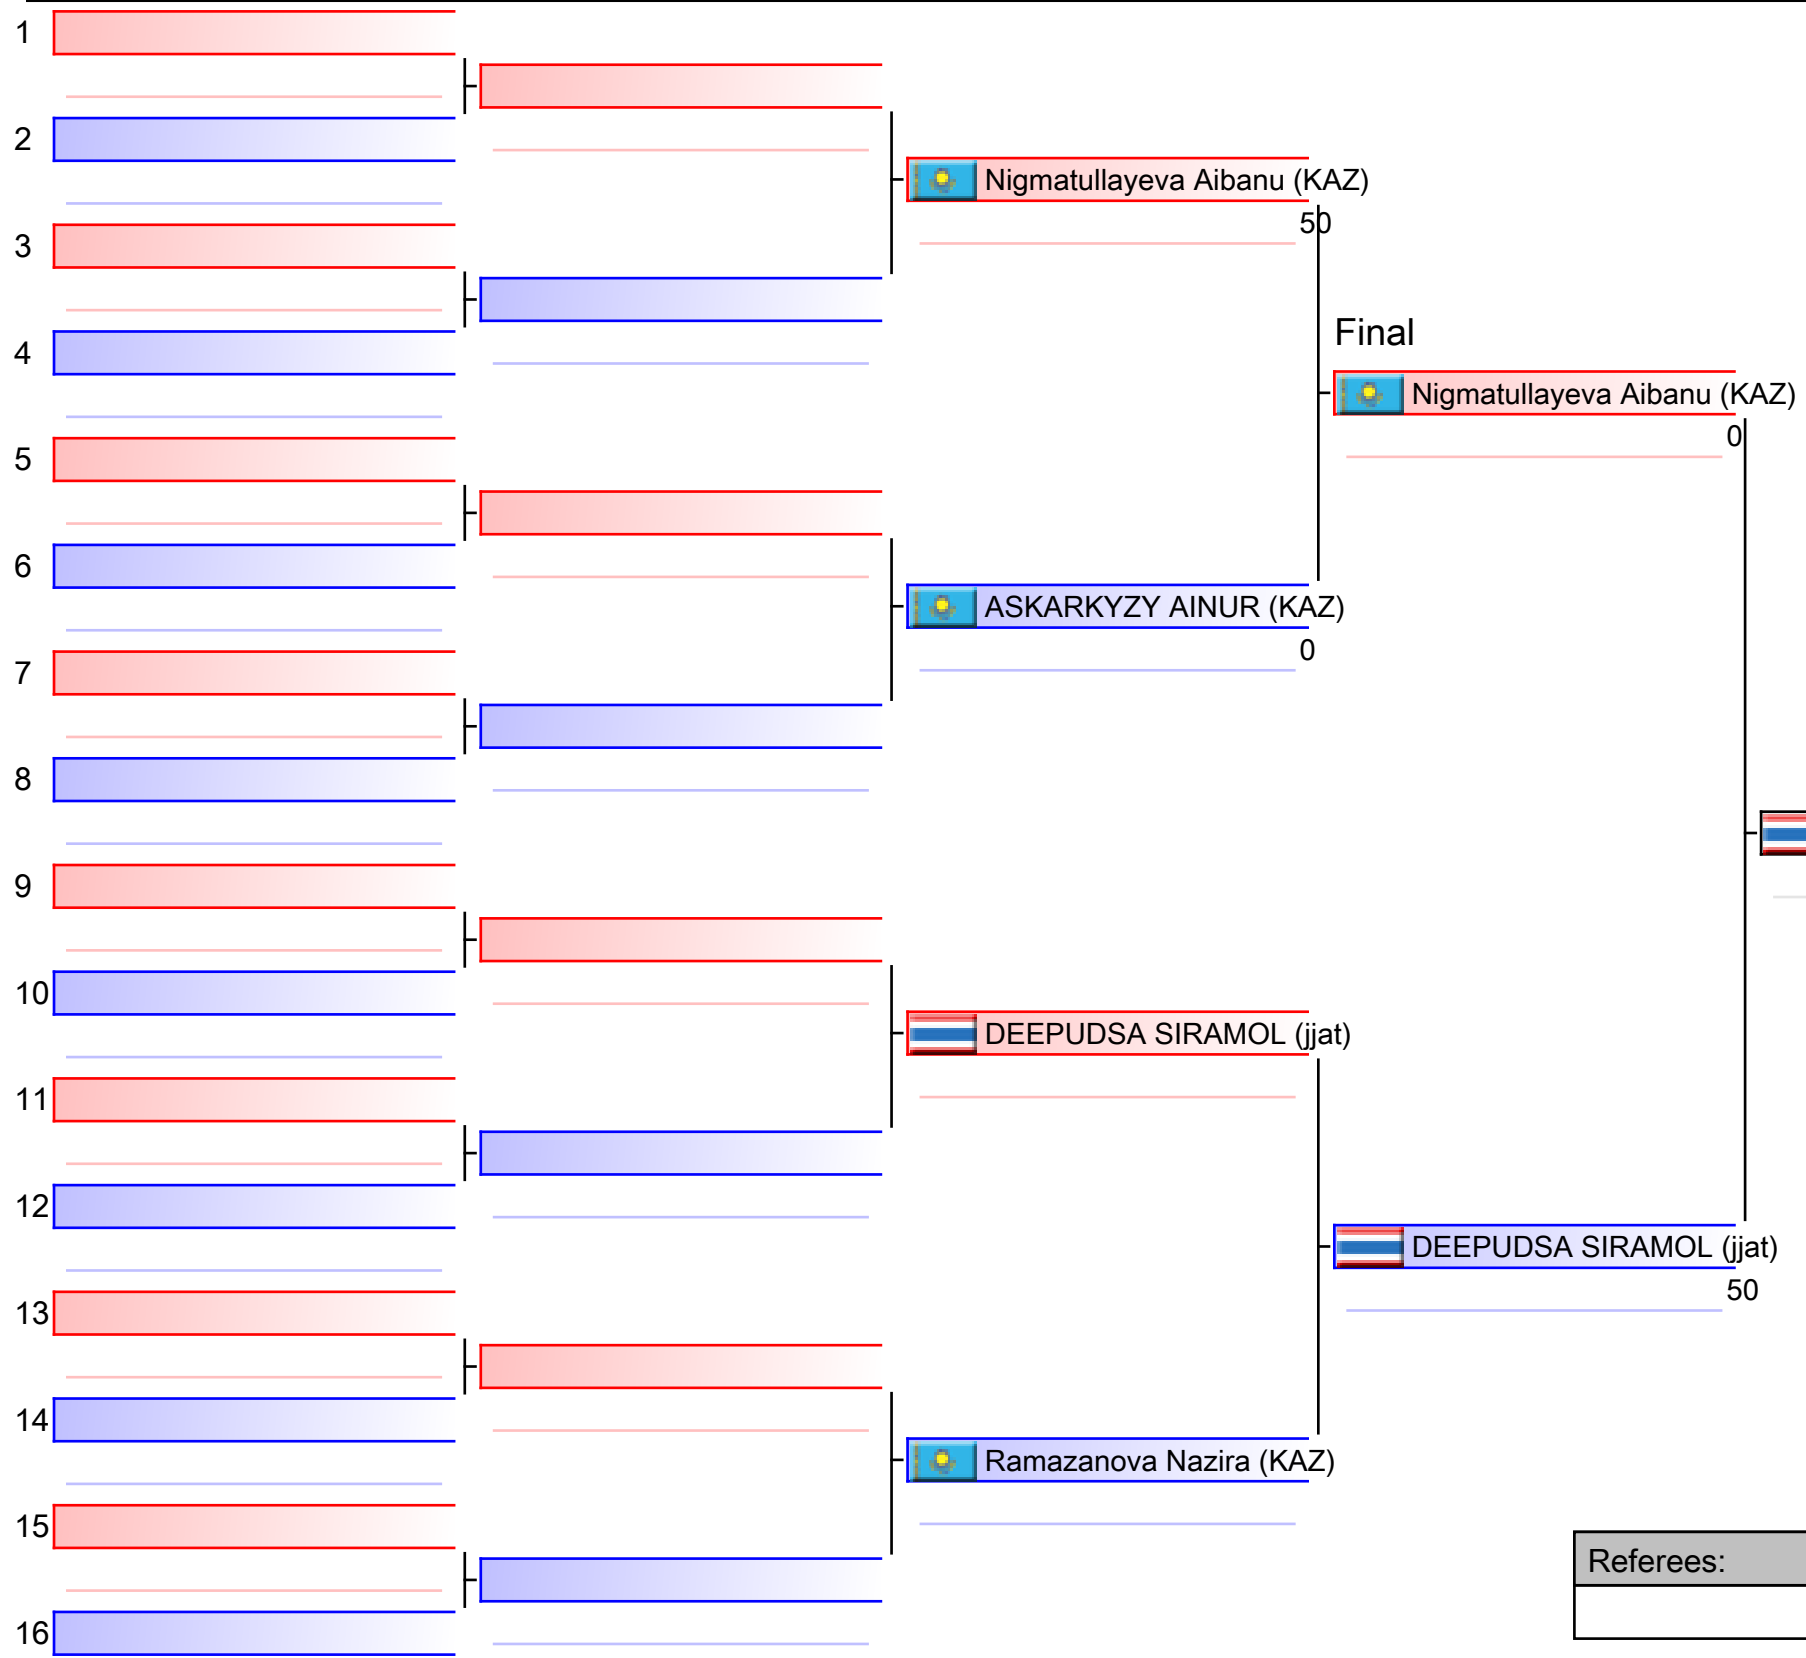 1
2
Nigmatullayeva Aibanu (KAZ)
50
3
Final
4
Nigmatullayeva Aibanu (KAZ)
0
5
6
ASKARKYZY AINUR (KAZ)
0
7
8
9
10
DEEPUDSA SIRAMOL (jjat)
11
12
DEEPUDSA SIRAMOL (jjat)
50
13
14
Ramazanova Nazira (KAZ)
15
Referees:
16